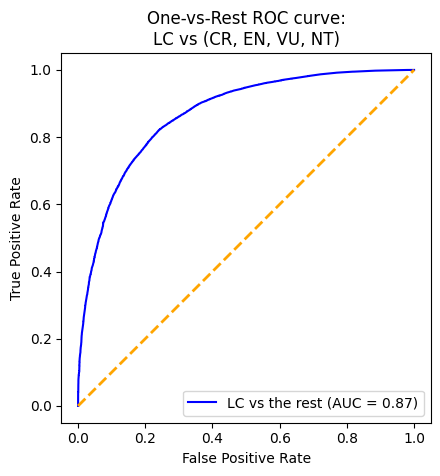 One-vs-Rest ROC curve:
LC vs (CR, EN, VU, NT)
True Positive Rate
1.0
0.8
0.6
0.4
0.2
0.0
LC vs the rest (AUC = 0.87)
0.0 0.2 0.4 0.6 0.8 1.0
False Positive Rate